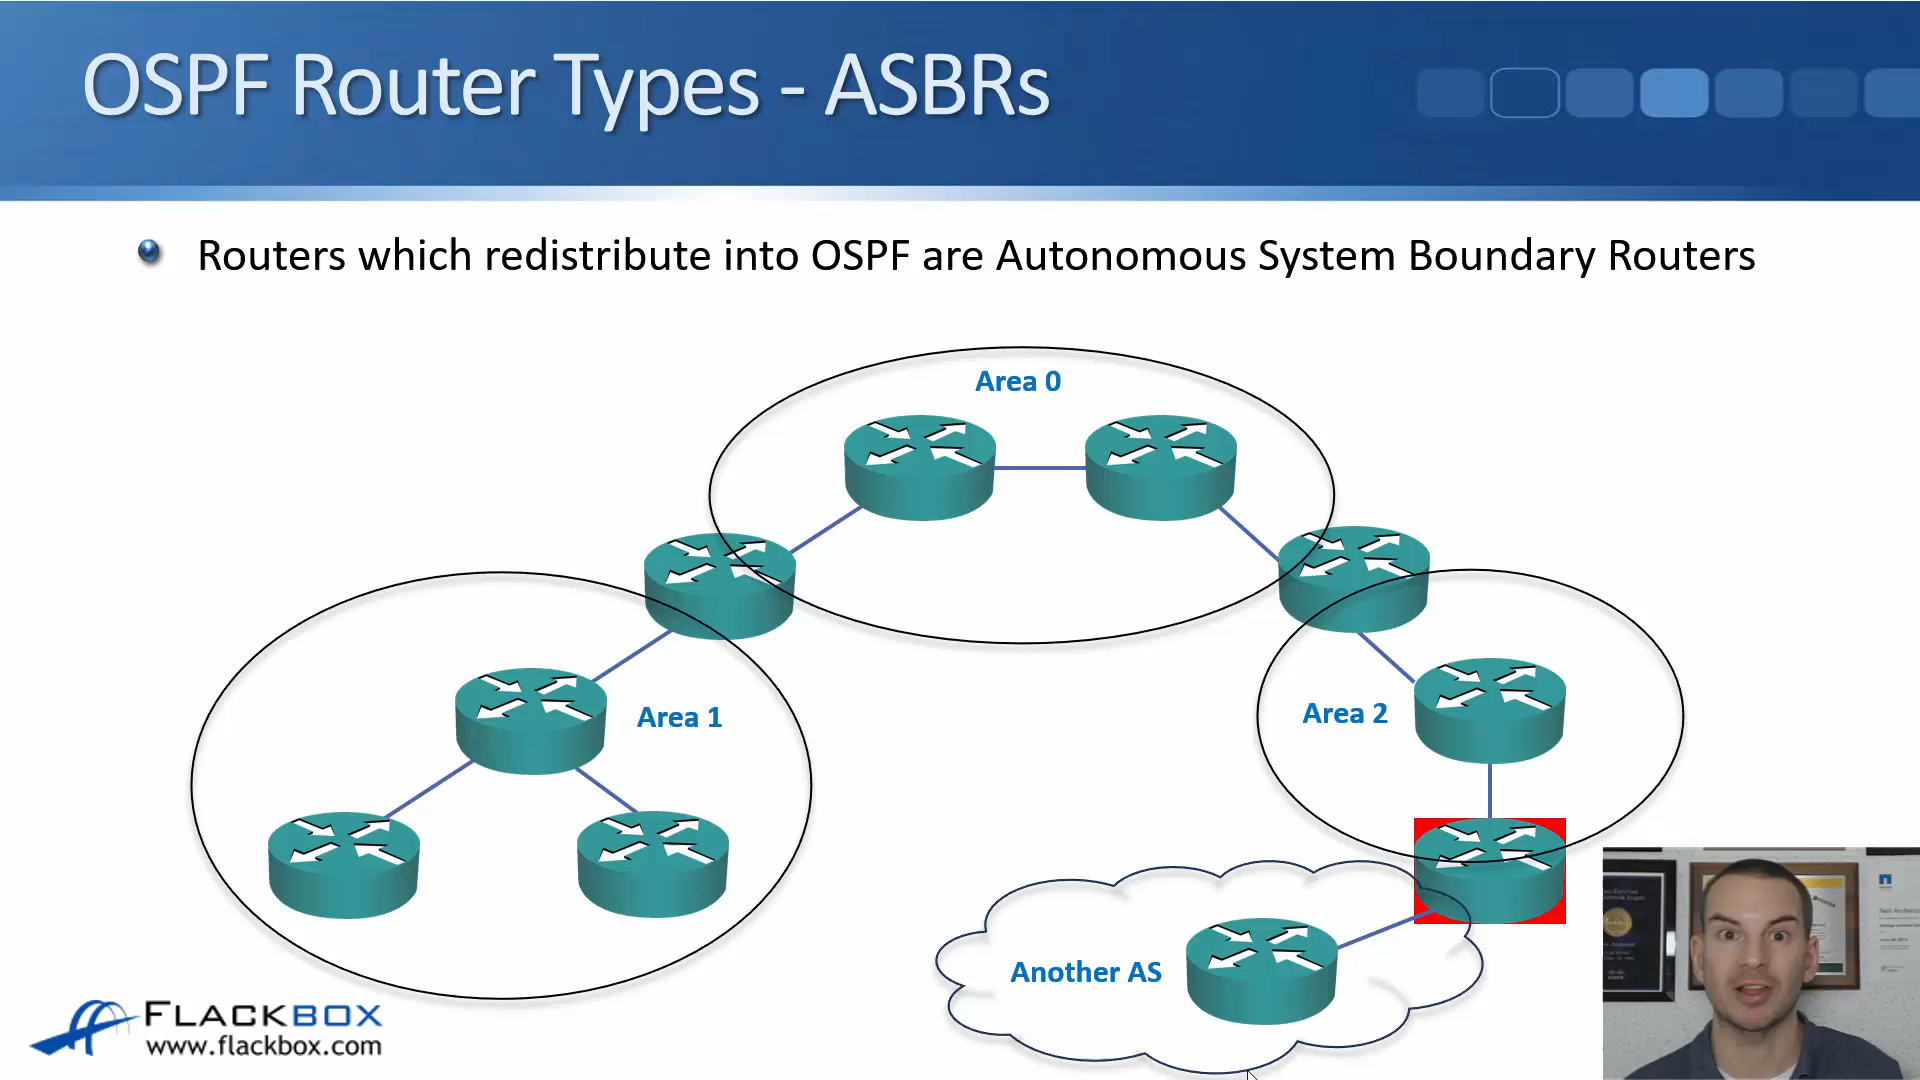 OSPF Router Types - ASBRs
Routers which redistribute into OSPF are Autonomous System Boundary Routers
Area 0
Area 1
Area 2
Another AS
FLACKBOX
www.flackbox.com